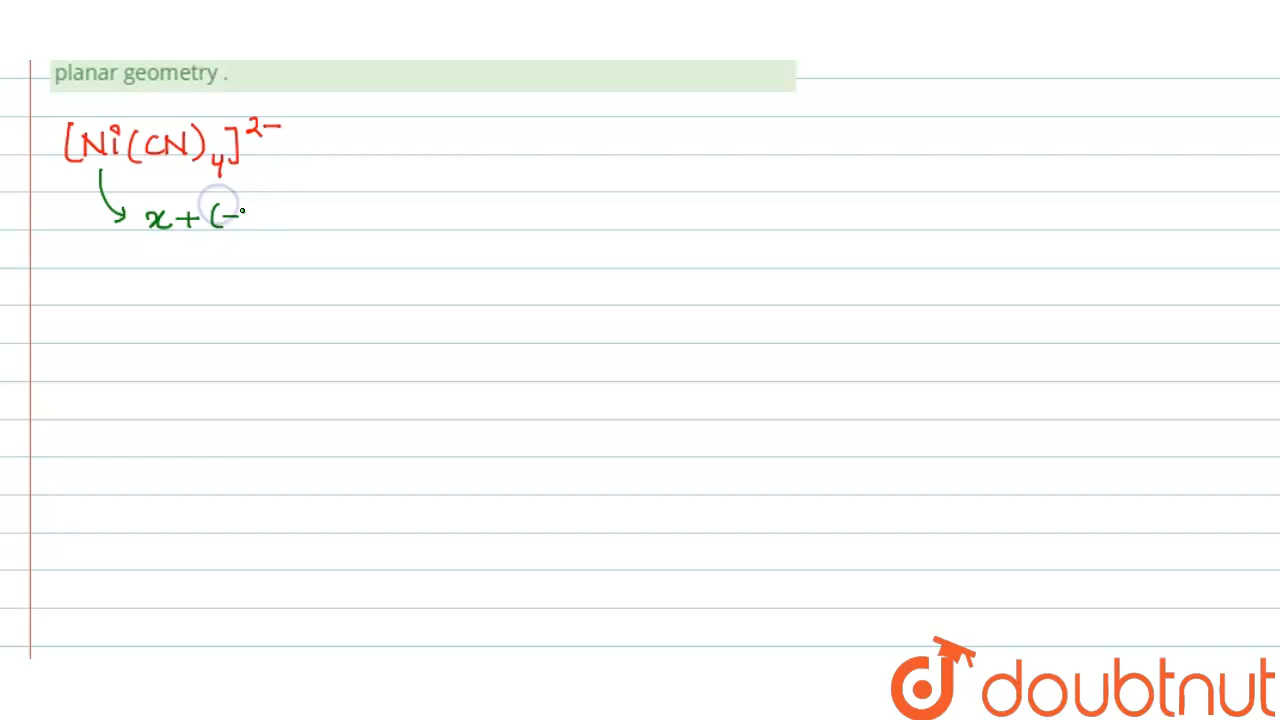 planar geometry .
[Ni(CN)₄]²⁻
x + (-
doubtnut